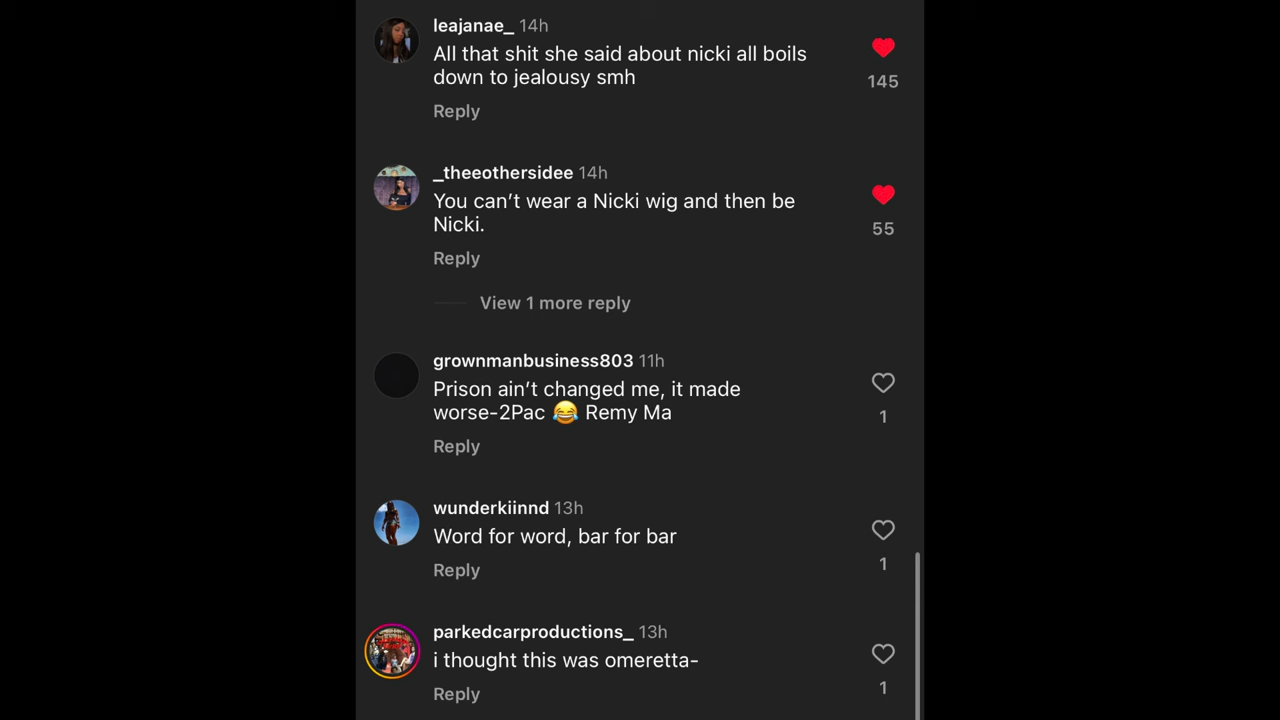 leajanae_ 14h
All that shit she said about nicki all boils
down to jealousy smh
145
Reply
_theeothersidee 14h
You can’t wear a Nicki wig and then be
Nicki.
55
Reply
View 1 more reply
grownmanbusiness803 11h
Prison ain’t changed me, it made
worse-2Pac 😂 Remy Ma
1
Reply
wunderkiinnd 13h
Word for word, bar for bar
1
Reply
parkedcarproductions_ 13h
i thought this was omeretta-
1
Reply